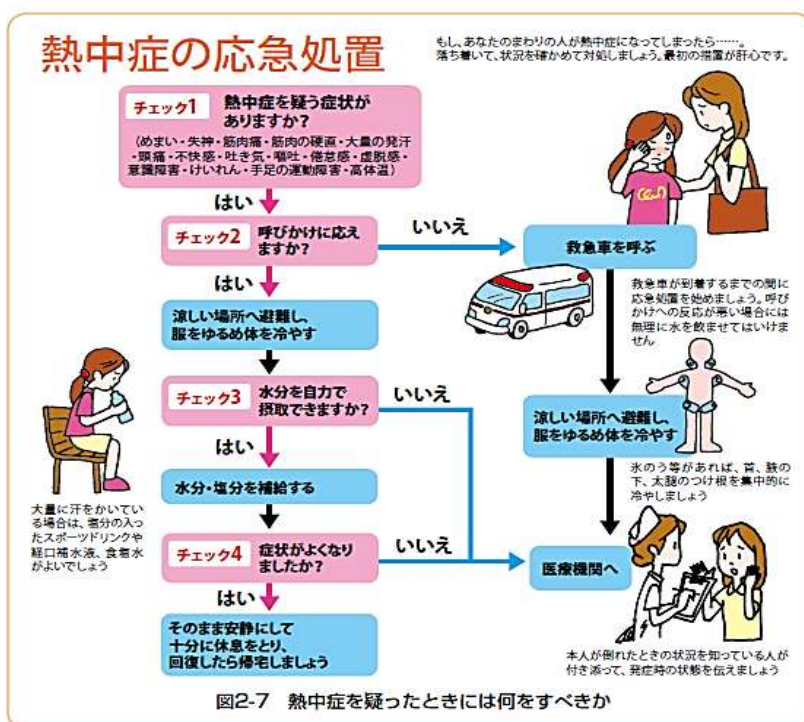 熱中症の応急処置
もし、あなたのまわりの人が熱中症になってしまったら……。
落ち着いて、状況を確かめて対処しましょう。最初の措置が肝心です。
チェック1
熱中症を疑う症状が
ありますか？
（めまい・失神・筋肉痛・筋肉の硬直・大量の発汗
・頭痛・不快感・吐き気・嘔吐・倦怠感・虚脱感・
意識障害・けいれん・手足の運動障害・高体温）
はい
チェック2
呼びかけに応え
ますか？
いいえ
救急車を呼ぶ
救急車が到着するまでの間に
応急処置を始めましょう。呼び
かけへの反応が悪い場合には
無理に水を飲ませてはいけま
せん
はい
涼しい場所へ避難し、
服をゆるめ体を冷やす
チェック3
水分を自力で
摂取できますか？
いいえ
涼しい場所へ避難し、
服をゆるめ体を冷やす
氷のう等があれば、首、腋の
下、太腿のつけ根を集中的に
冷やしましょう
はい
水分・塩分を補給する
大量に汗をかいている
場合は、塩分の入っ
たスポーツドリンクや
経口補水液、食塩水
がよいでしょう
チェック4
症状がよくなり
ましたか？
いいえ
医療機関へ
はい
そのまま安静にして
十分に休息をとり、
回復したら帰宅しましょう
本人が倒れたときの状況を知っている人が
付き添って、発症時の状態を伝えましょう
図2-7 熱中症を疑ったときには何をすべきか